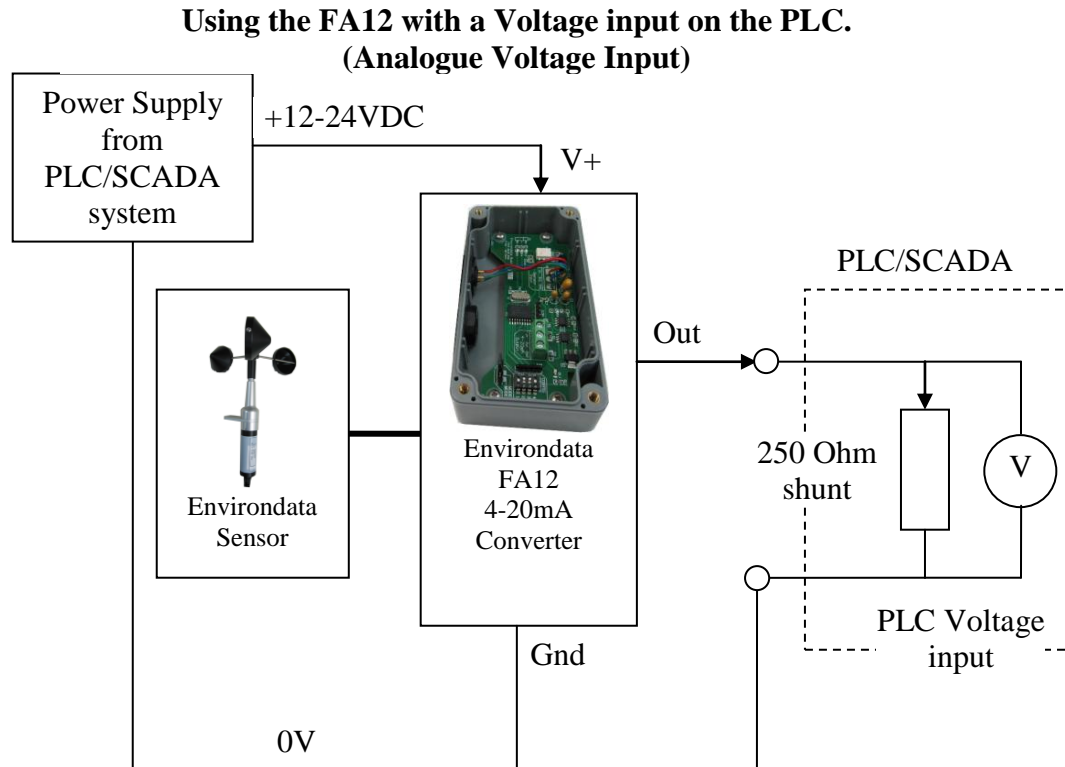 Using the FA12 with a Voltage input on the PLC.
(Analogue Voltage Input)
Power Supply
from
PLC/SCADA
system
+12-24VDC
V+
PLC/SCADA
Out
250 Ohm
shunt
V
Environdata
Sensor
Environdata
FA12
4-20mA
Converter
PLC Voltage
input
Gnd
0V